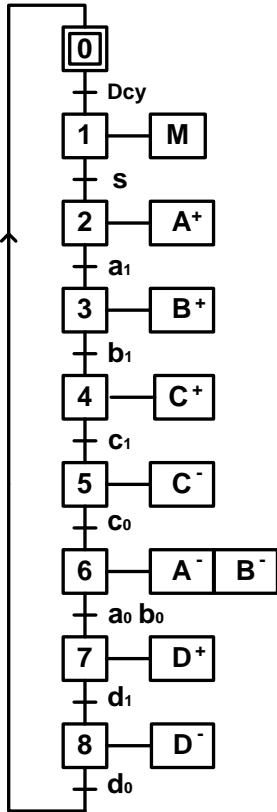 0
Dcy
1 M
s
2 A⁺
a₁
3 B⁺
b₁
4 C⁺
c₁
5 C⁻
c₀
6 A⁻ B⁻
a₀ b₀
7 D⁺
d₁
8 D⁻
d₀